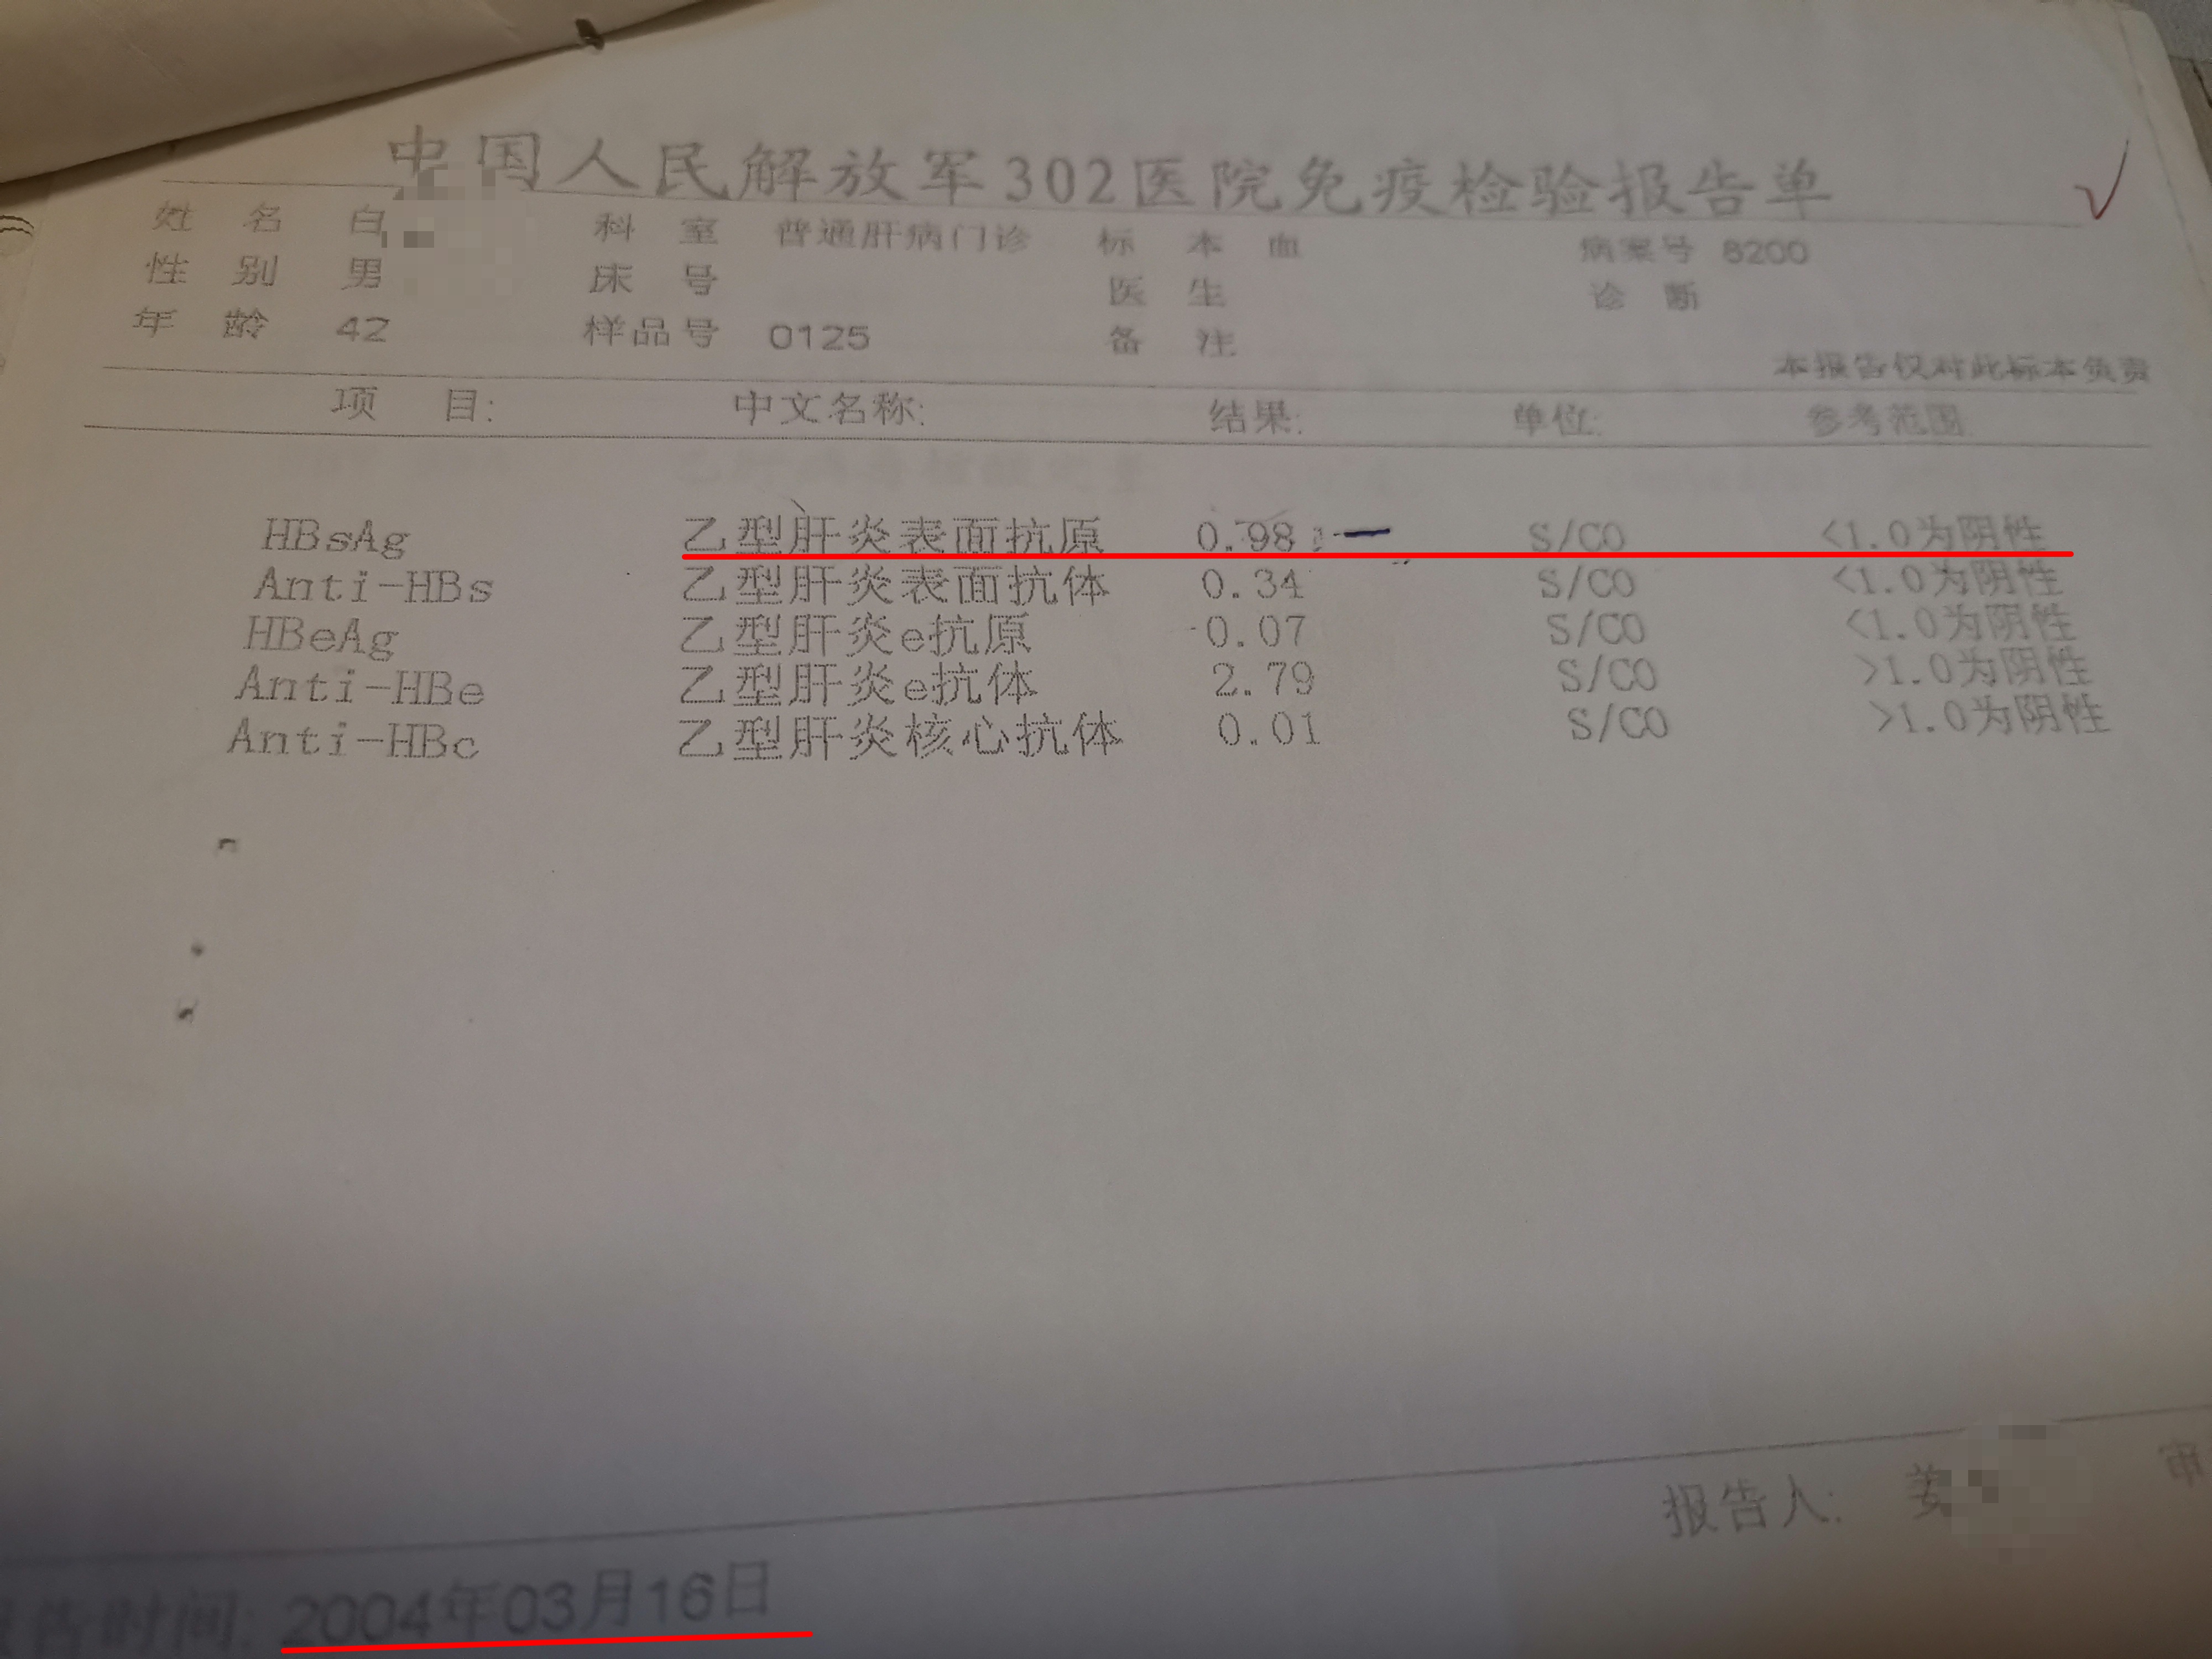 中国人民解放军302医院免疫检验报告单
姓 名 白 科 室 普通肝病门诊 标 本 血 病案号 8200
性 别 男 床 号 医 生 诊 断
年 龄 42 样品号 0125 备 注
本报告仅对此标本负责
项 目: 中文名称: 结果: 单位: 参考范围
HBsAg 乙型肝炎表面抗原 0.98 S/CO <1.0为阴性
Anti-HBs 乙型肝炎表面抗体 0.34 S/CO <1.0为阴性
HBeAg 乙型肝炎e抗原 0.07 S/CO <1.0为阴性
Anti-HBe 乙型肝炎e抗体 2.79 S/CO >1.0为阴性
Anti-HBc 乙型肝炎核心抗体 0.01 S/CO >1.0为阴性
报告人: 姜 审
报告时间: 2004年03月16日